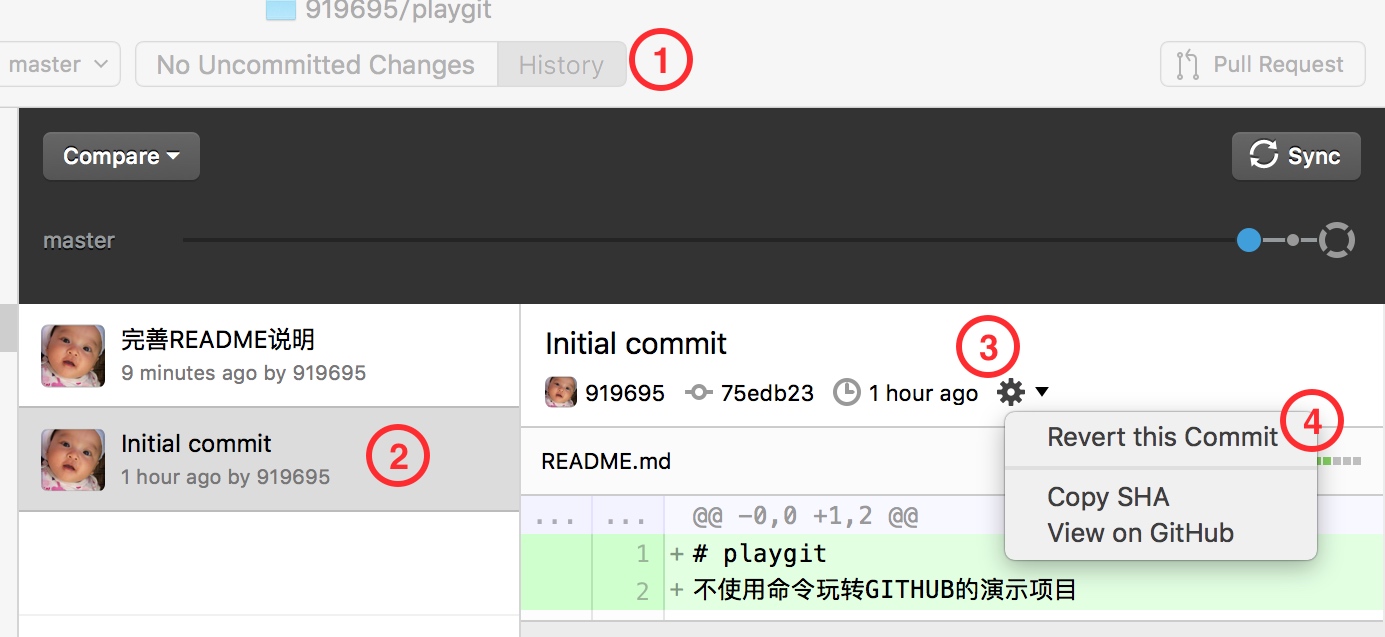 919695/playgit
master No Uncommitted Changes History 1 Pull Request
Compare Sync
master
完善README说明
9 minutes ago by 919695
Initial commit
1 hour ago by 919695
2
Initial commit
3
919695 75edb23 1 hour ago
4
Revert this Commit
Copy SHA
View on GitHub
README.md
... ... @@ -0,0 +1,2 @@
1 + # playgit
2 + 不使用命令玩转GITHUB的演示项目